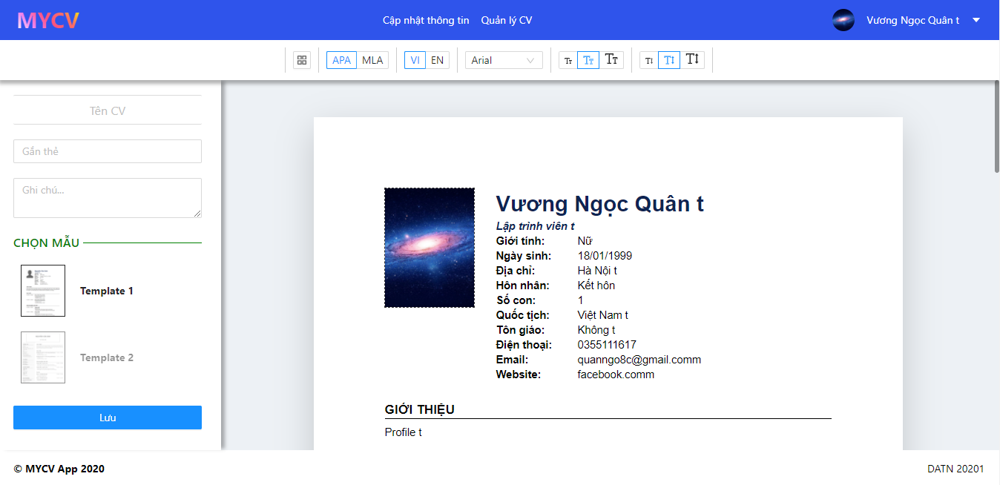 MYCV
Cập nhật thông tin Quản lý CV
Vương Ngọc Quân t
APA MLA VI EN Arial Tт Tт Tт T↕ T↕ T↕
Tên CV
Gắn thẻ
Ghi chú...
CHỌN MẪU
Template 1
Template 2
Lưu
Vương Ngọc Quân t
Lập trình viên t
Giới tính: Nữ
Ngày sinh: 18/01/1999
Địa chỉ: Hà Nội t
Hôn nhân: Kết hôn
Số con: 1
Quốc tịch: Việt Nam t
Tôn giáo: Không t
Điện thoại: 0355111617
Email: quanngo8c@gmail.comm
Website: facebook.comm
GIỚI THIỆU
Profile t
© MYCV App 2020
DATN 20201